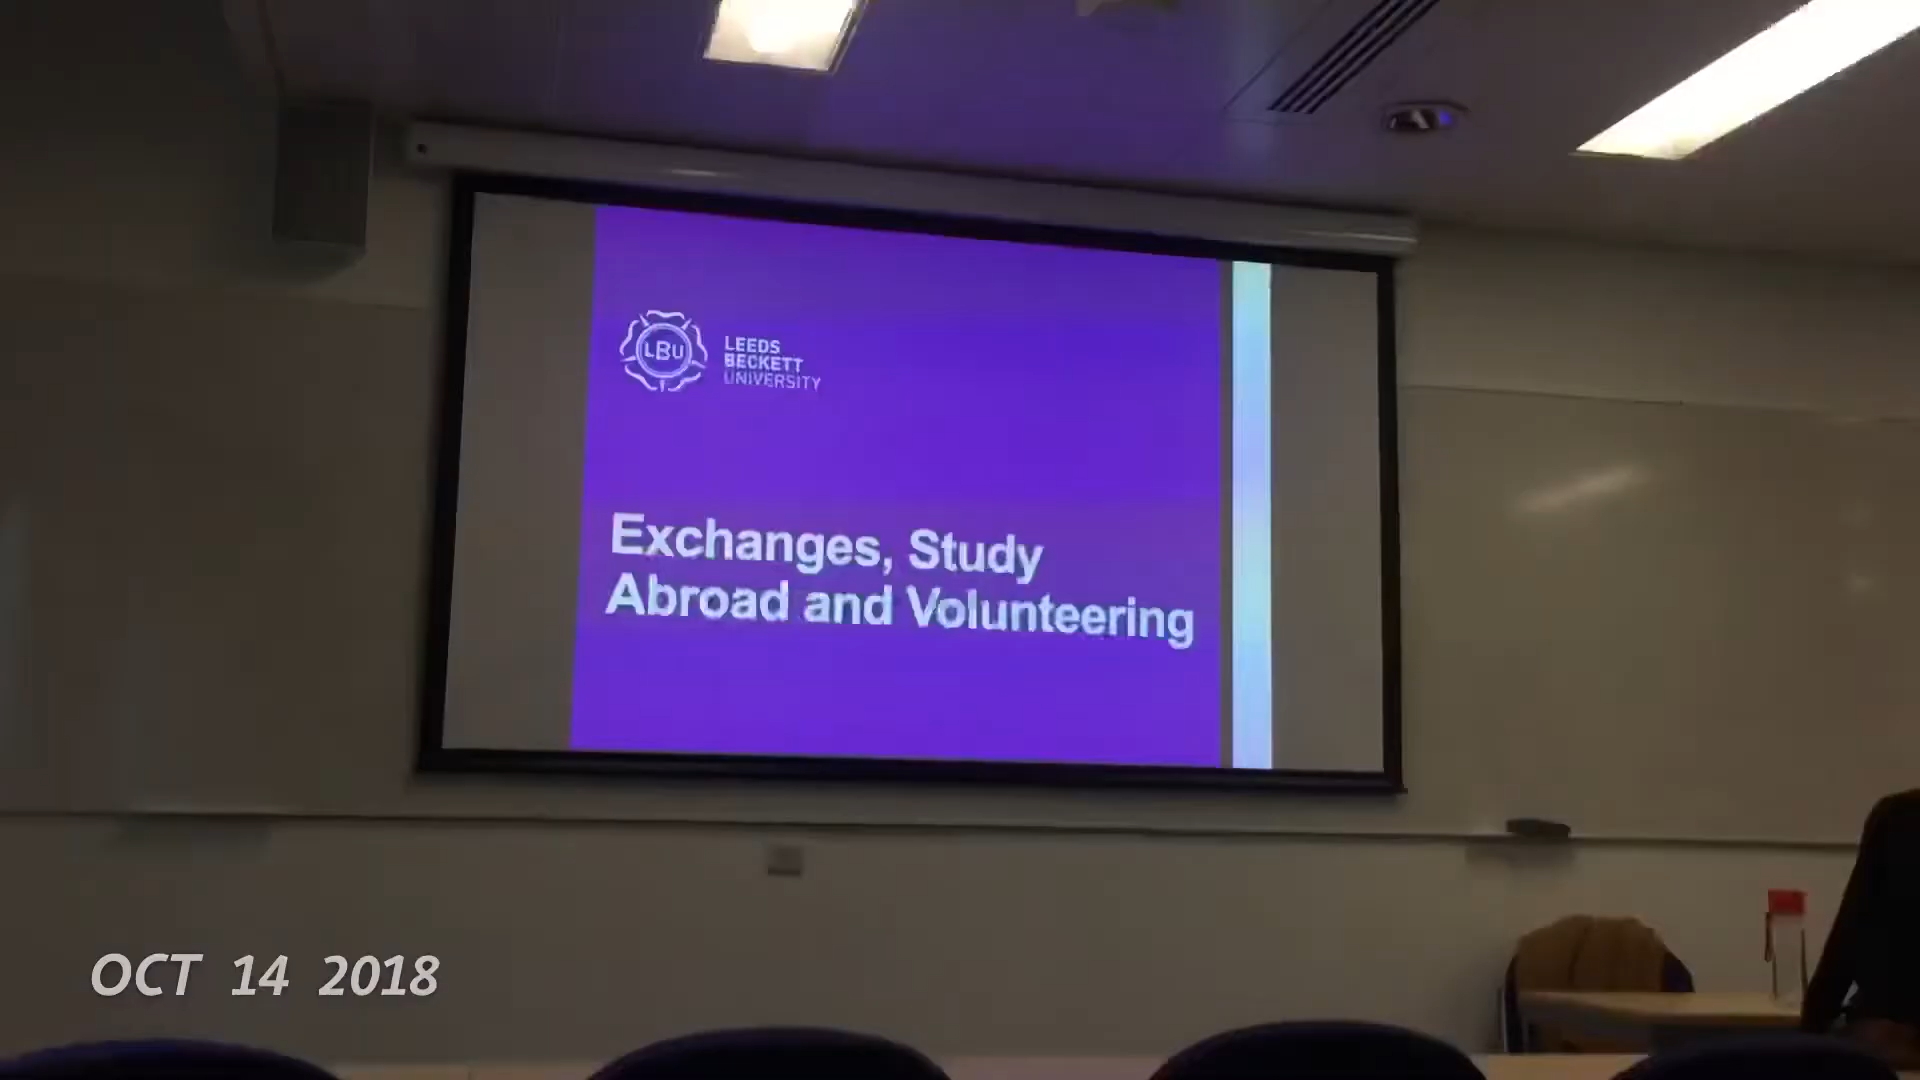 LBU
LEEDS
BECKETT
UNIVERSITY
Exchanges, Study
Abroad and Volunteering
OCT 14 2018